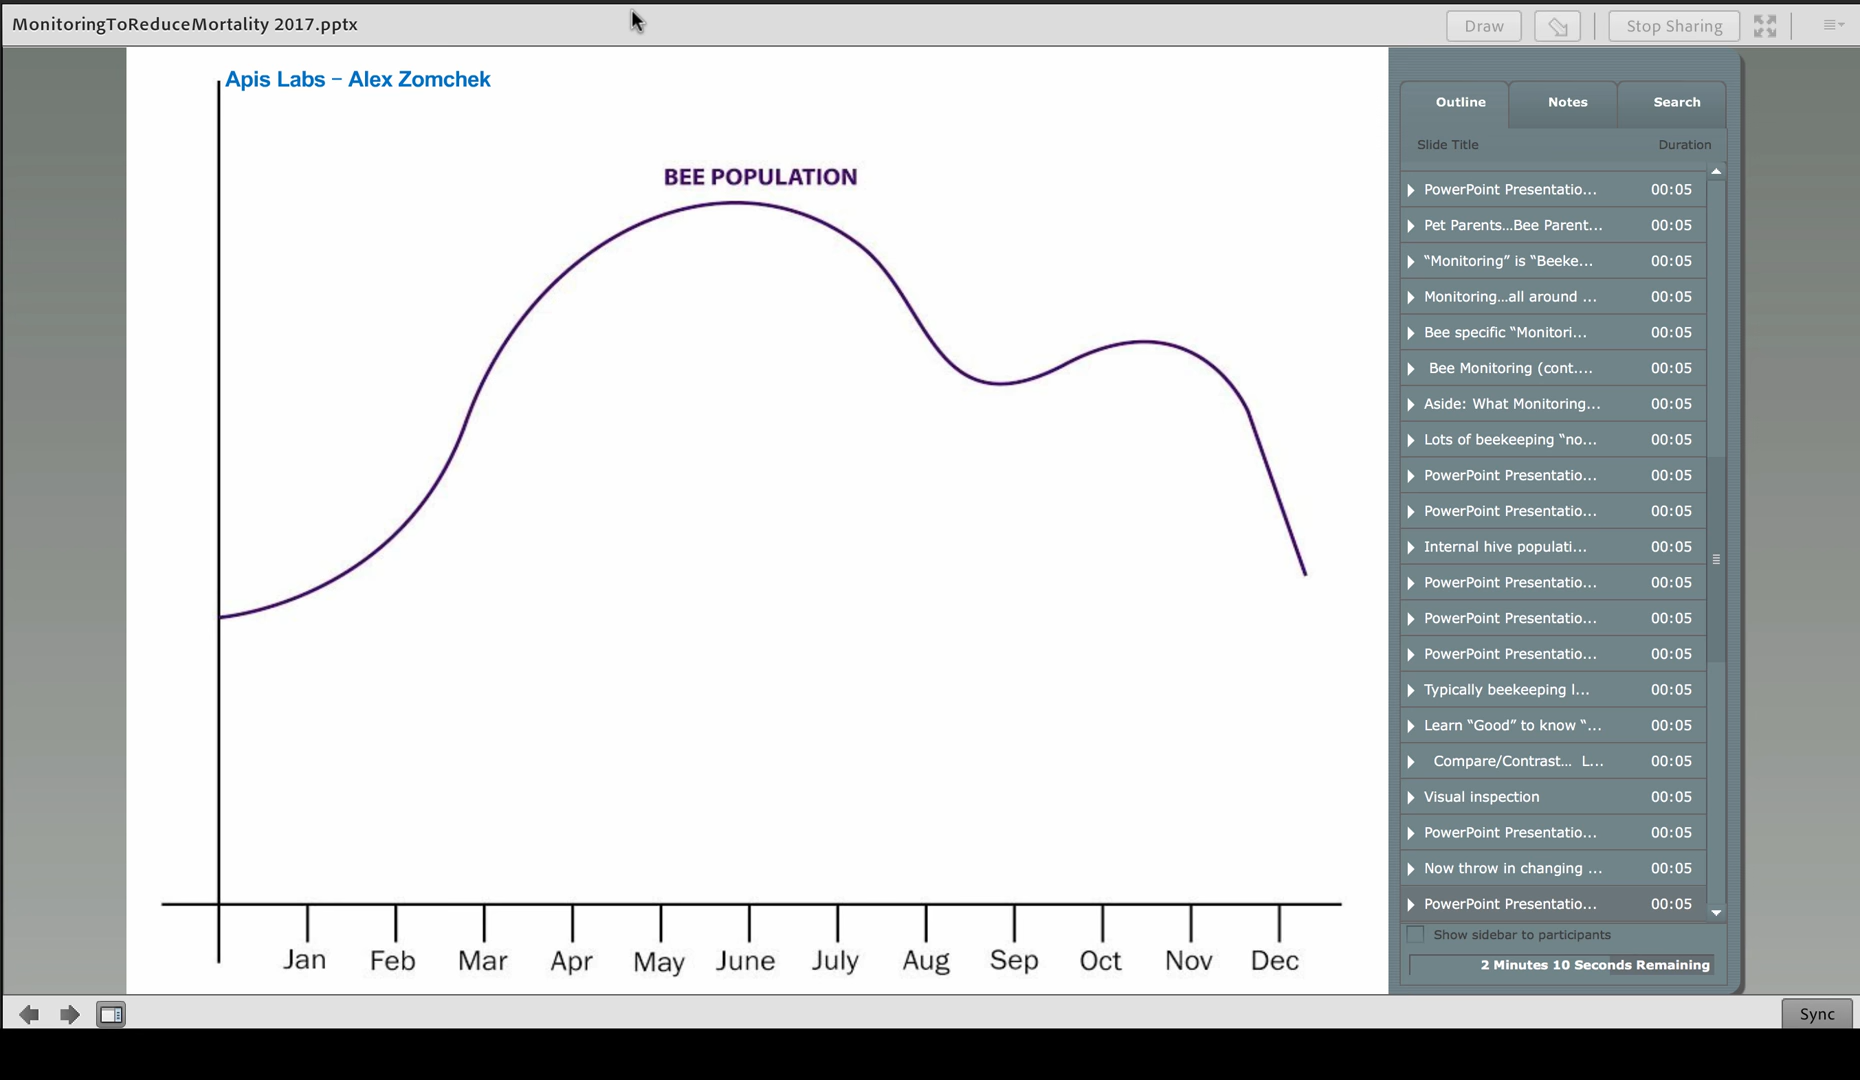 MonitoringToReduceMortality 2017.pptx
Draw
Stop Sharing
Apis Labs – Alex Zomchek
BEE POPULATION
Jan Feb Mar Apr May June July Aug Sep Oct Nov Dec
Outline Notes Search
Slide Title Duration
PowerPoint Presentatio... 00:05
Pet Parents...Bee Parent... 00:05
“Monitoring” is “Beeke... 00:05
Monitoring...all around ... 00:05
Bee specific “Monitori... 00:05
Bee Monitoring (cont.... 00:05
Aside: What Monitoring... 00:05
Lots of beekeeping “no... 00:05
PowerPoint Presentatio... 00:05
PowerPoint Presentatio... 00:05
Internal hive populati... 00:05
PowerPoint Presentatio... 00:05
PowerPoint Presentatio... 00:05
PowerPoint Presentatio... 00:05
Typically beekeeping l... 00:05
Learn “Good” to know “... 00:05
Compare/Contrast... L... 00:05
Visual inspection 00:05
PowerPoint Presentatio... 00:05
Now throw in changing ... 00:05
PowerPoint Presentatio... 00:05
Show sidebar to participants
2 Minutes 10 Seconds Remaining
Sync